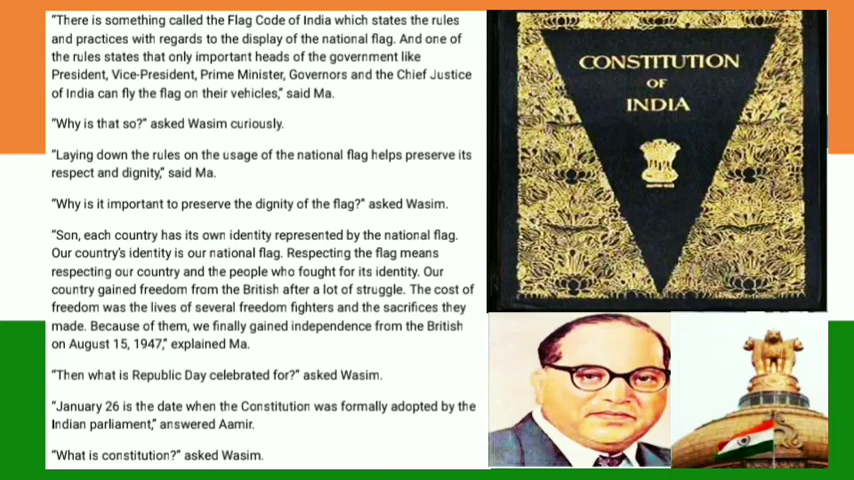 "There is something called the Flag Code of India which states the rules
and practices with regards to the display of the national flag. And one of
the rules states that only important heads of the government like
President, Vice-President, Prime Minister, Governors and the Chief Justice
of India can fly the flag on their vehicles," said Ma.
"Why is that so?" asked Wasim curiously.
"Laying down the rules on the usage of the national flag helps preserve its
respect and dignity," said Ma.
"Why is it important to preserve the dignity of the flag?" asked Wasim.
"Son, each country has its own identity represented by the national flag.
Our country's identity is our national flag. Respecting the flag means
respecting our country and the people who fought for its identity. Our
country gained freedom from the British after a lot of struggle. The cost of
freedom was the lives of several freedom fighters and the sacrifices they
made. Because of them, we finally gained independence from the British
on August 15, 1947," explained Ma.
"Then what is Republic Day celebrated for?" asked Wasim.
"January 26 is the date when the Constitution was formally adopted by the
Indian parliament," answered Aamir.
"What is constitution?" asked Wasim.
CONSTITUTION
OF
INDIA